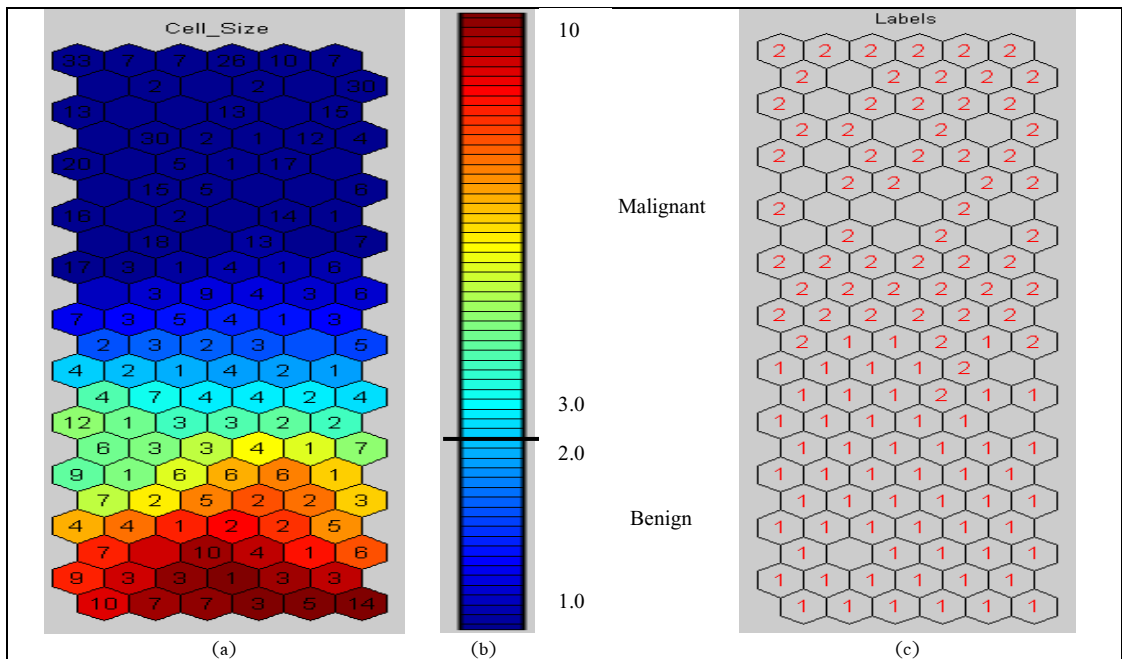 Cell_Size
33 7 7 26 10 7
2 2 30
13 13 15
30 2 1 12 4
20 5 1 17
15 5 6
16 2 14 1
18 13 7
17 3 1 4 1 6
3 9 4 3 6
7 3 5 4 1 3
2 3 2 3 5
4 2 1 4 2 1
4 7 4 4 2 4
12 1 3 3 2 2
6 3 3 4 1 7
9 1 6 6 6 1
7 2 5 2 2 3
4 4 1 2 2 5
7 10 4 1 6
9 3 3 1 3 3
10 7 7 3 5 14
(a)
10
3.0
2.0
1.0
(b)
Malignant
Benign
Labels
2 2 2 2 2 2
2 2 2 2 2
2 2 2 2 2
2 2 2 2
2 2 2 2 2
2 2 2 2
2 2
2 2 2
2 2 2 2 2 2
2 2 2 2 2 2
2 2 2 2 2 2
2 1 1 2 1 2
1 1 1 1 2
1 1 1 2 1 1
1 1 1 1 1
1 1 1 1 1 1
1 1 1 1 1 1
1 1 1 1 1 1
1 1 1 1 1 1
1 1 1 1 1
1 1 1 1 1 1
1 1 1 1 1 1
(c)